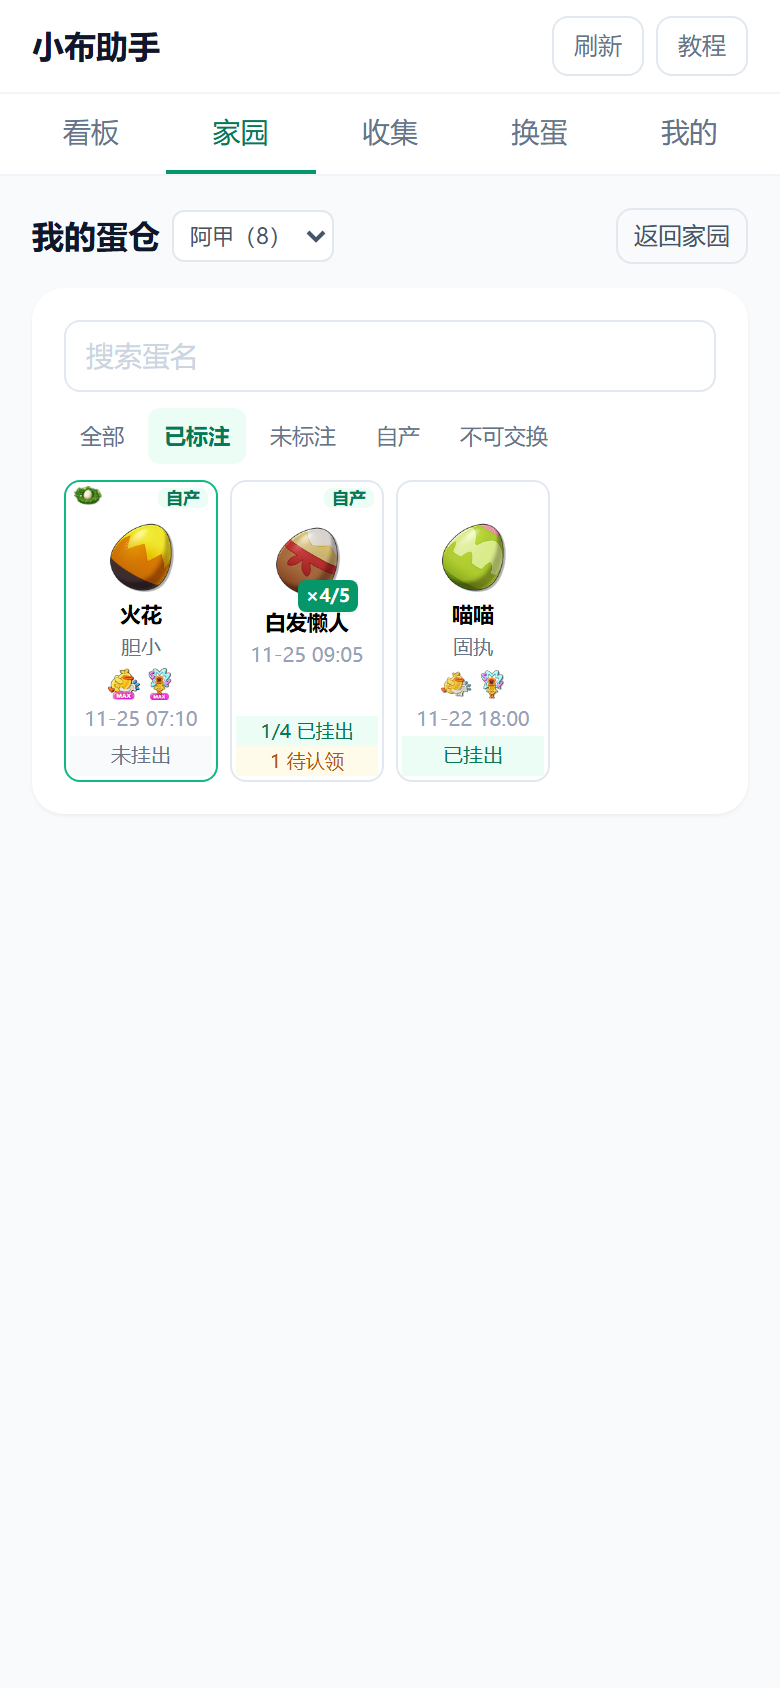 小布助手
刷新
教程
看板
家园
收集
换蛋
我的
我的蛋仓
阿甲（8）
返回家园
搜索蛋名
全部
已标注
未标注
自产
不可交换
自产
火花
胆小
MAX
MAX
11-25 07:10
未挂出
自产
×4/5
白发懒人
11-25 09:05
1/4 已挂出
1 待认领
喵喵
固执
11-22 18:00
已挂出